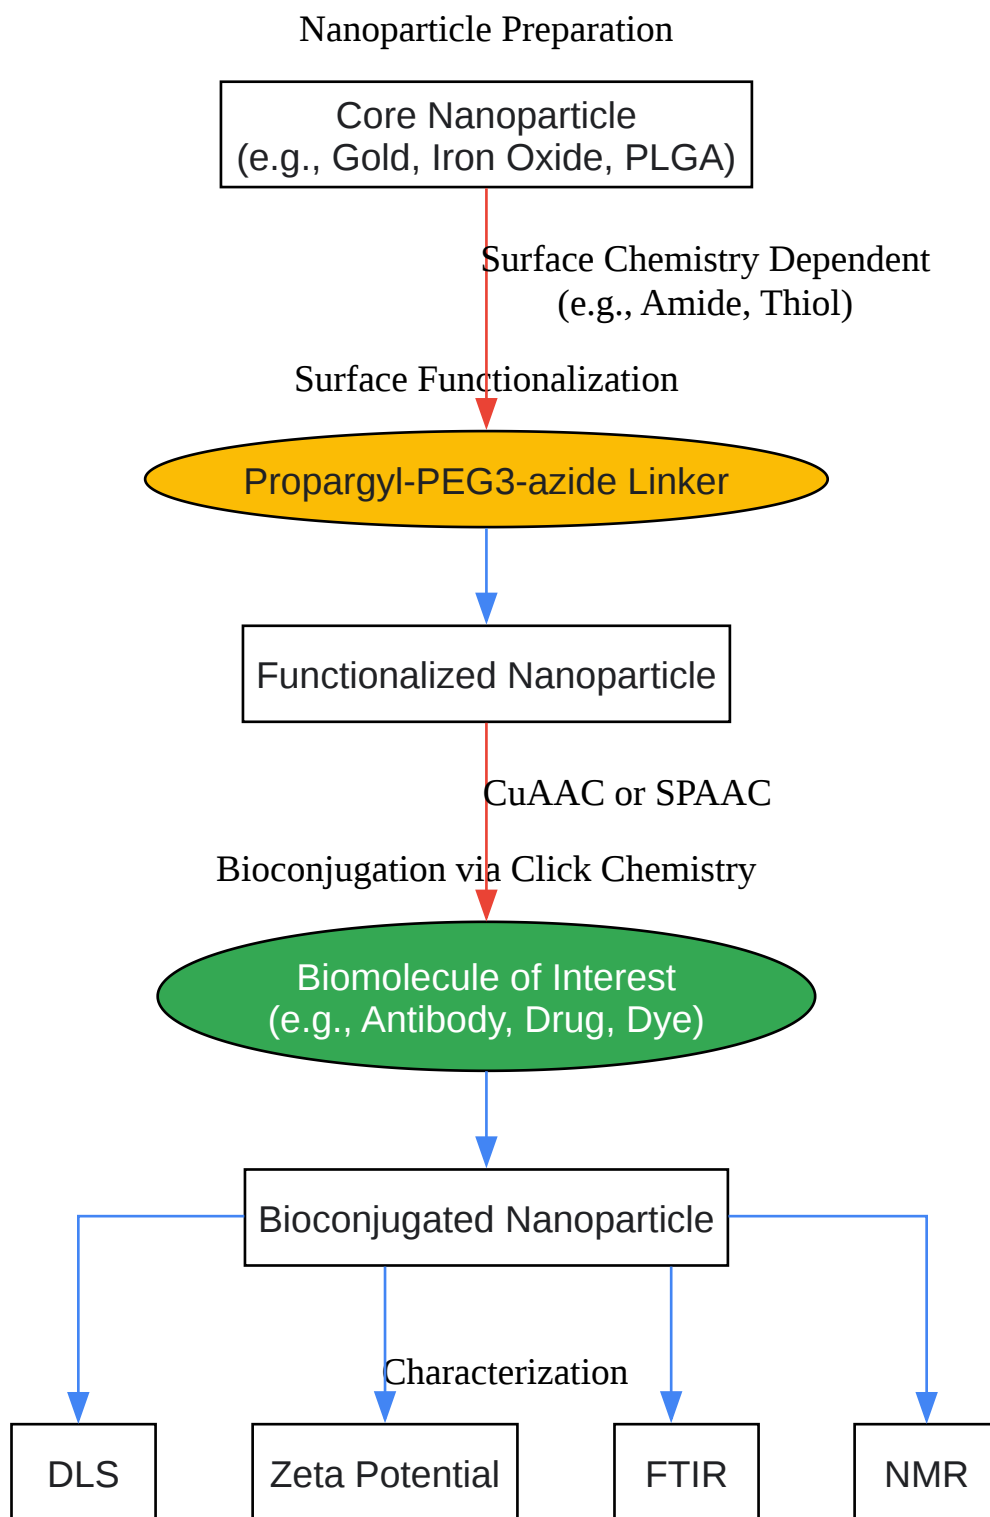 Nanoparticle Preparation
Core Nanoparticle
(e.g., Gold, Iron Oxide, PLGA)
Surface Chemistry Dependent
(e.g., Amide, Thiol)
Surface Functionalization
Propargyl-PEG3-azide Linker
Functionalized Nanoparticle
CuAAC or SPAAC
Bioconjugation via Click Chemistry
Biomolecule of Interest
(e.g., Antibody, Drug, Dye)
Bioconjugated Nanoparticle
Characterization
DLS
Zeta Potential
FTIR
NMR